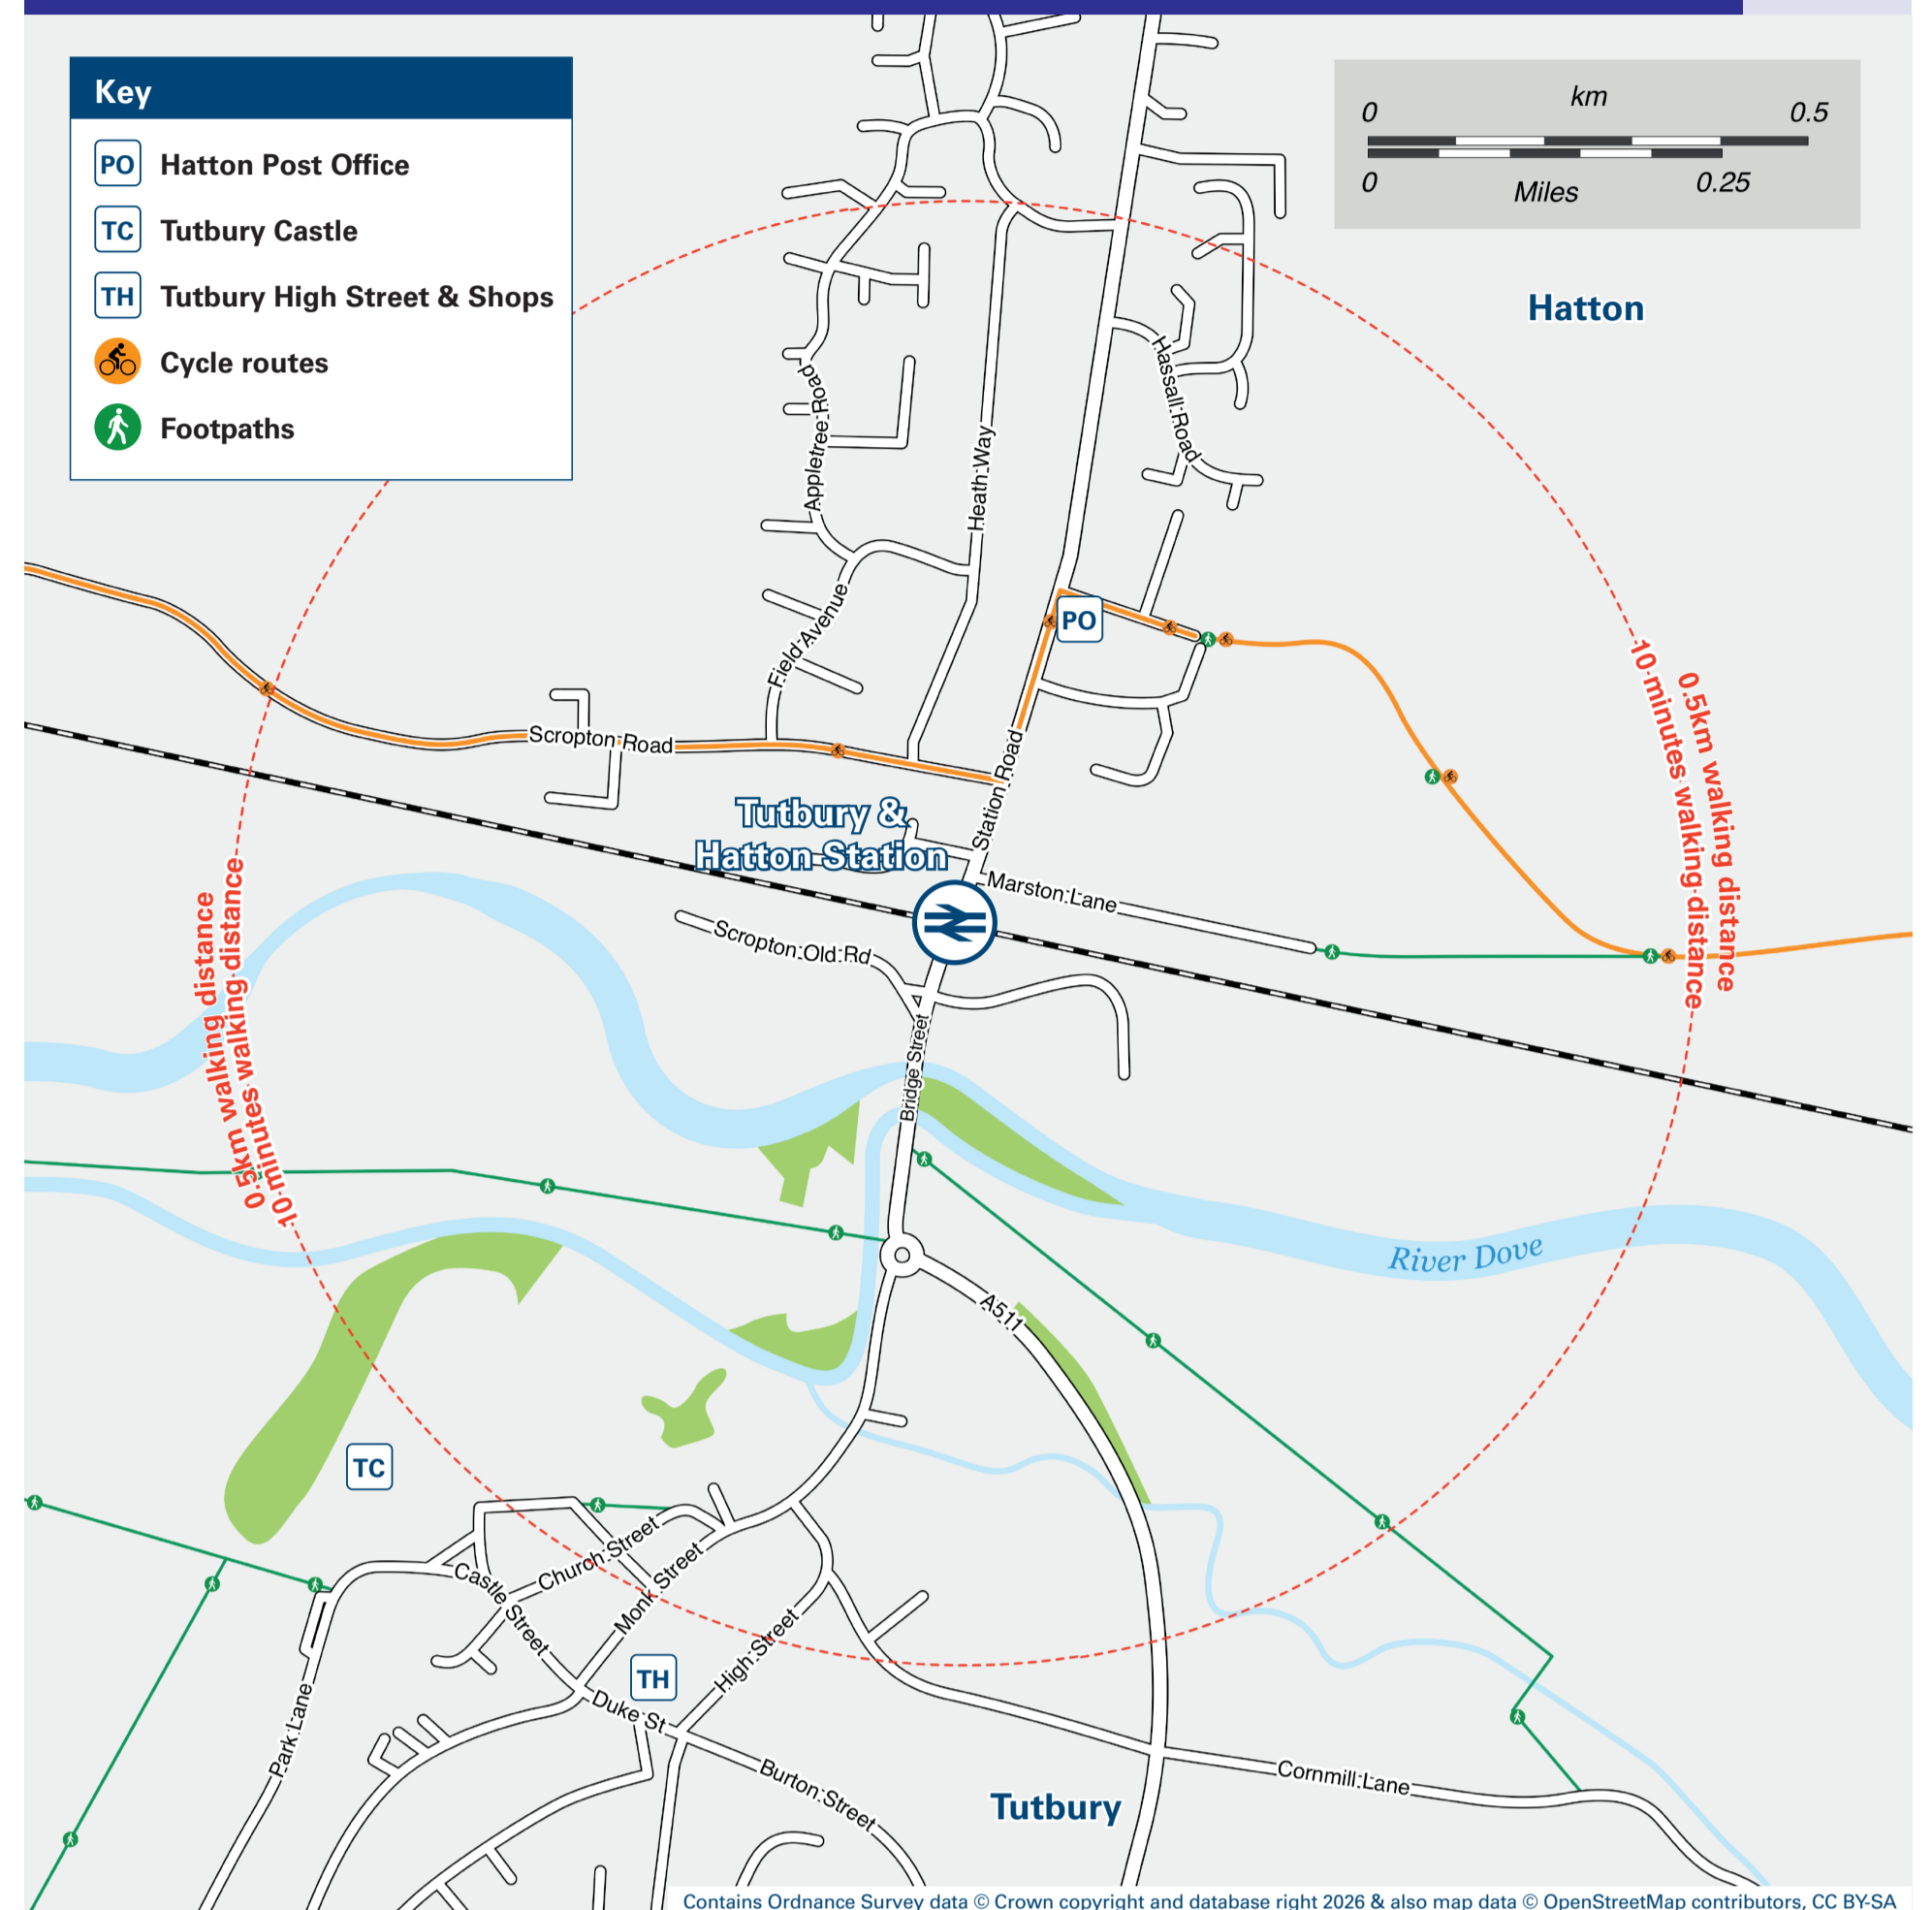 Key
PO Hatton Post Office
TC Tutbury Castle
TH Tutbury High Street & Shops
Cycle routes
Footpaths
km
0 0.5
0 0.25
Miles
Hatton
Hassall Road
Appletree Road
Heath Way
Field Avenue
PO
Scropton Road
Station Road
10 minutes walking distance
0.5km walking distance
Tutbury &
Hatton Station
Marston Lane
Scropton Old Rd
0.5km walking distance
10 minutes walking distance
Bridge Street
River Dove
A511
TC
Church Street
Castle Street
Monk Street
High Street
TH
Duke St
Park Lane
Burton Street
Cornmill Lane
Tutbury
Contains Ordnance Survey data © Crown copyright and database right 2026 & also map data © OpenStreetMap contributors, CC BY-SA